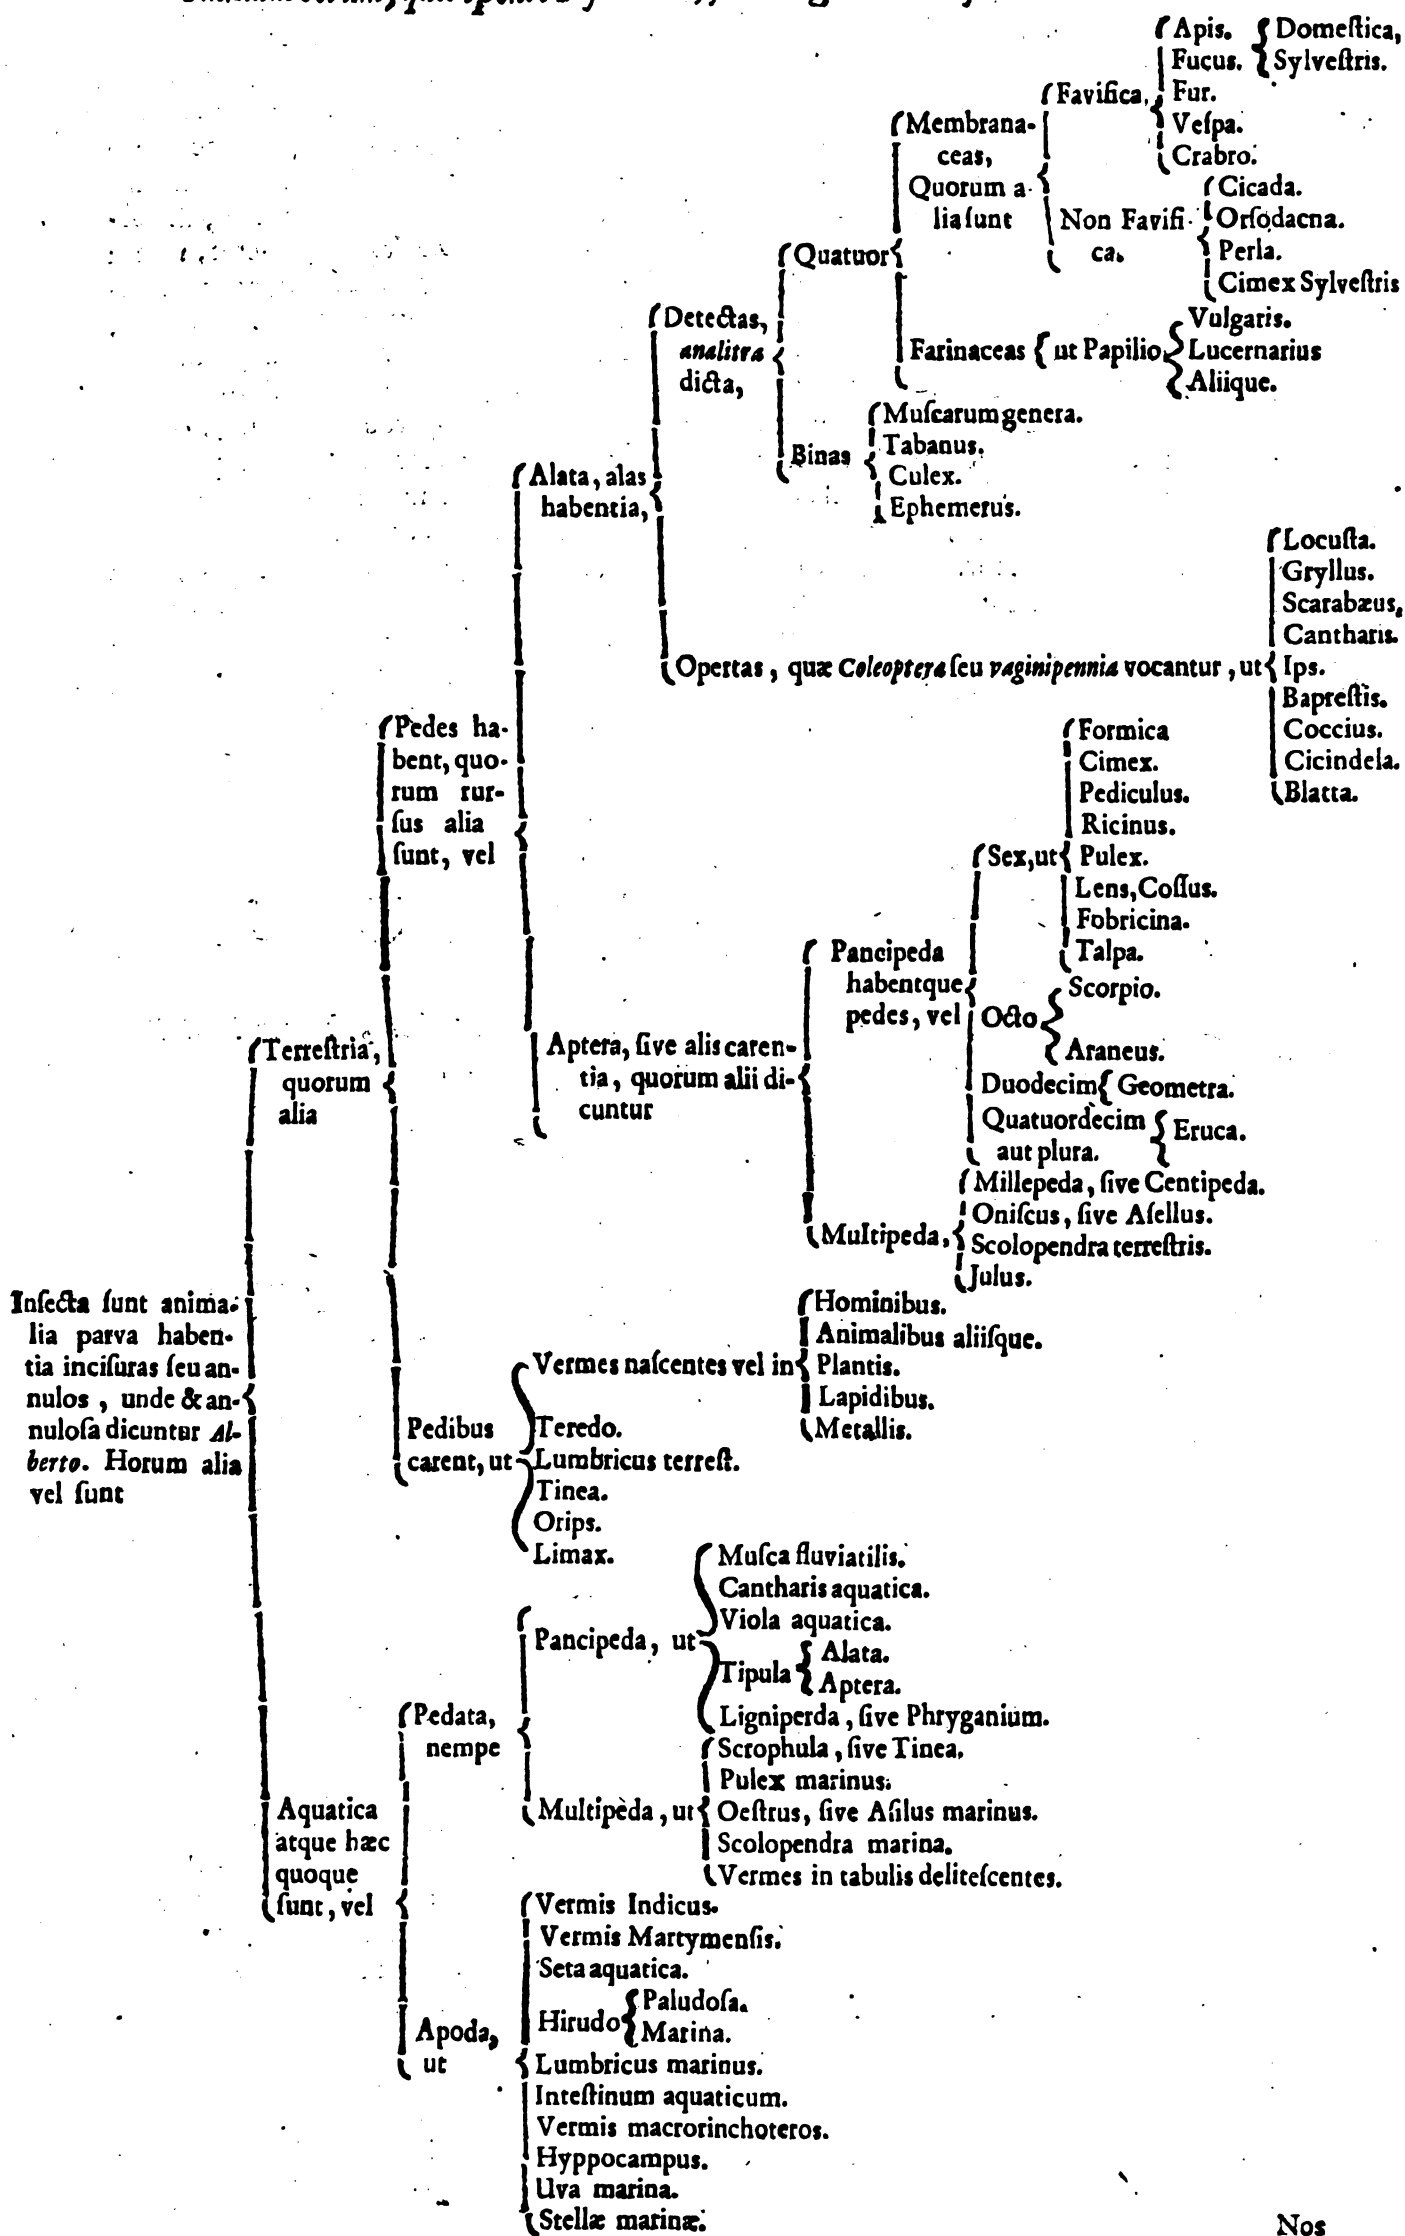 Apis.
Fucus.
Domeſtica,
Sylveſtris.
Fur.
Veſpa.
Crabro.
Favifica,
Membrana-
ceas,
Quorum a-
lia ſunt
Non Favifi-
ca.
Cicada.
Orſodacna.
Perla.
Cimex Sylveſtris
Quatuor
Detectas,
analitra
dicta,
Farinaceas
ut Papilio
Vulgaris.
Lucernarius
Aliique.
Binas
Muſcarum genera.
Tabanus.
Culex.
Ephemerus.
Alata, alas
habentia,
Opertas, quæ Coleoptera ſeu vaginipennia vocantur, ut
Locuſta.
Gryllus.
Scarabæus,
Cantharis.
Ips.
Bapreſtis.
Coccius.
Cicindela.
Blatta.
Pedes ha-
bent, quo-
rum rur-
ſus alia
ſunt, vel
Formica
Cimex.
Pediculus.
Ricinus.
Sex, ut
Pulex.
Lens, Coſſus.
Fobricina.
Talpa.
Pancipeda
habentque
pedes, vel
Octo
Scorpio.
Araneus.
Aptera, ſive alis caren-
tia, quorum alii di-
cuntur
Duodecim
Geometra.
Quatuordecim
aut plura.
Eruca.
Multipeda,
Millepeda, ſive Centipeda.
Oniſcus, ſive Aſellus.
Scolopendra terreſtris.
Julus.
Terreſtria,
quorum
alia
Inſecta ſunt anima-
lia parva haben-
tia inciſuras ſeu an-
nulos, unde & an-
nuloſa dicuntur Al-
berto. Horum alia
vel ſunt
Pedibus
carent, ut
Vermes naſcentes vel in
Hominibus.
Animalibus aliiſque.
Plantis.
Lapidibus.
Metallis.
Teredo.
Lumbricus terreſt.
Tinea.
Orips.
Limax.
Pancipeda, ut
Muſca fluviatilis.
Cantharis aquatica.
Viola aquatica.
Tipula
Alata.
Aptera.
Ligniperda, ſive Phryganium.
Pedata,
nempe
Multipeda, ut
Scrophula, ſive Tinea.
Pulex marinus.
Oeſtrus, ſive Aſilus marinus.
Scolopendra marina.
Vermes in tabulis deliteſcentes.
Aquatica
atque hæc
quoque
ſunt, vel
Apoda,
ut
Vermis Indicus.
Vermis Martymenſis.
Seta aquatica.
Hirudo
Paludoſa.
Marina.
Lumbricus marinus.
Inteſtinum aquaticum.
Vermis macrorinchoteros.
Hyppocampus.
Uva marina.
Stellæ marinæ.
Nos